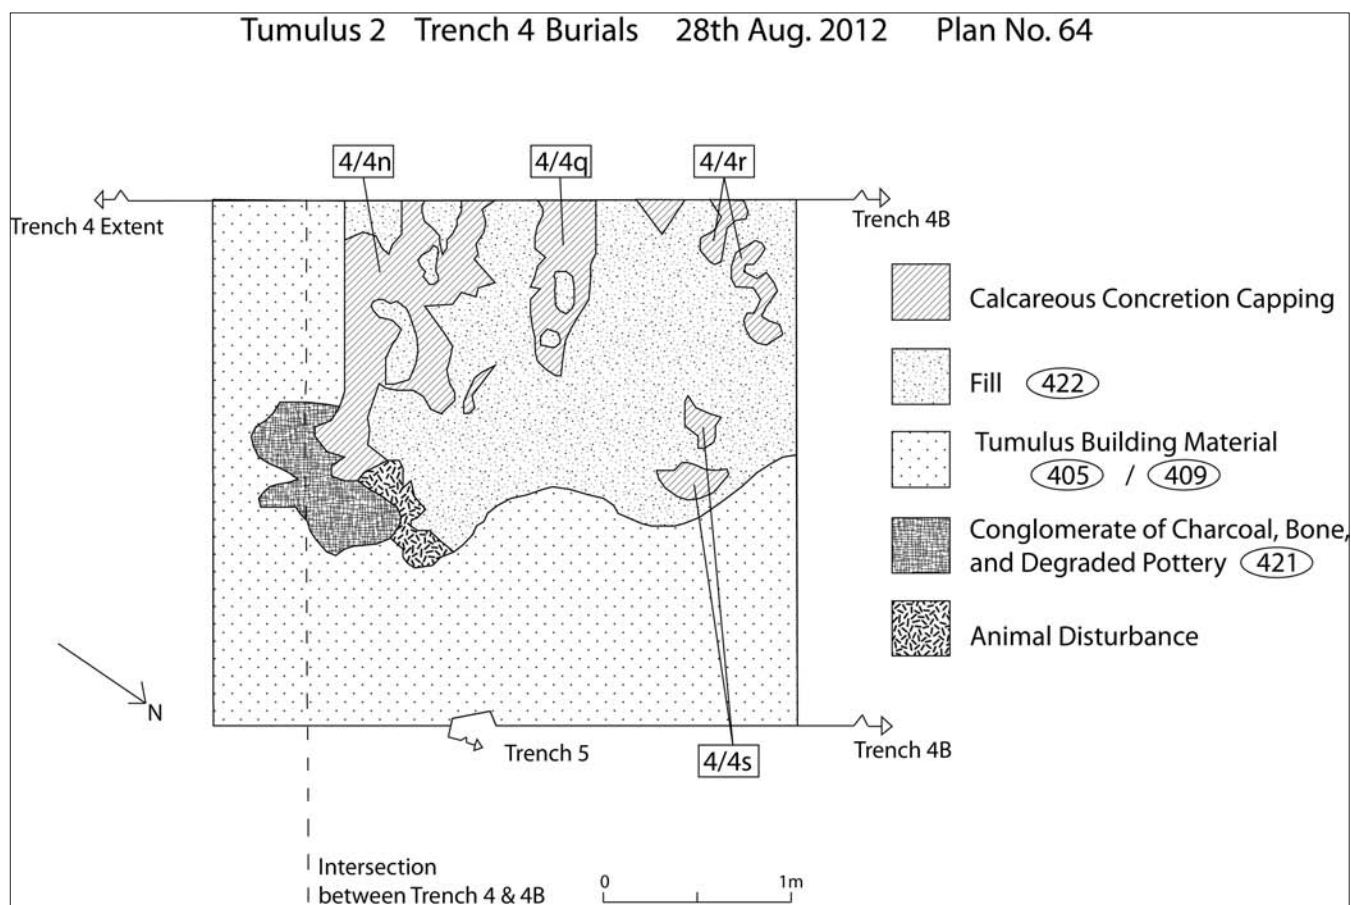 Tumulus 2 Trench 4 Burials 28th Aug. 2012 Plan No. 64
4/4n
4/4q
4/4r
Trench 4 Extent
Trench 4B
Calcareous Concretion Capping
Fill 422
Tumulus Building Material
405 / 409
Conglomerate of Charcoal, Bone,
and Degraded Pottery 421
Animal Disturbance
N
Trench 5
4/4s
Trench 4B
Intersection
between Trench 4 & 4B
0 1m